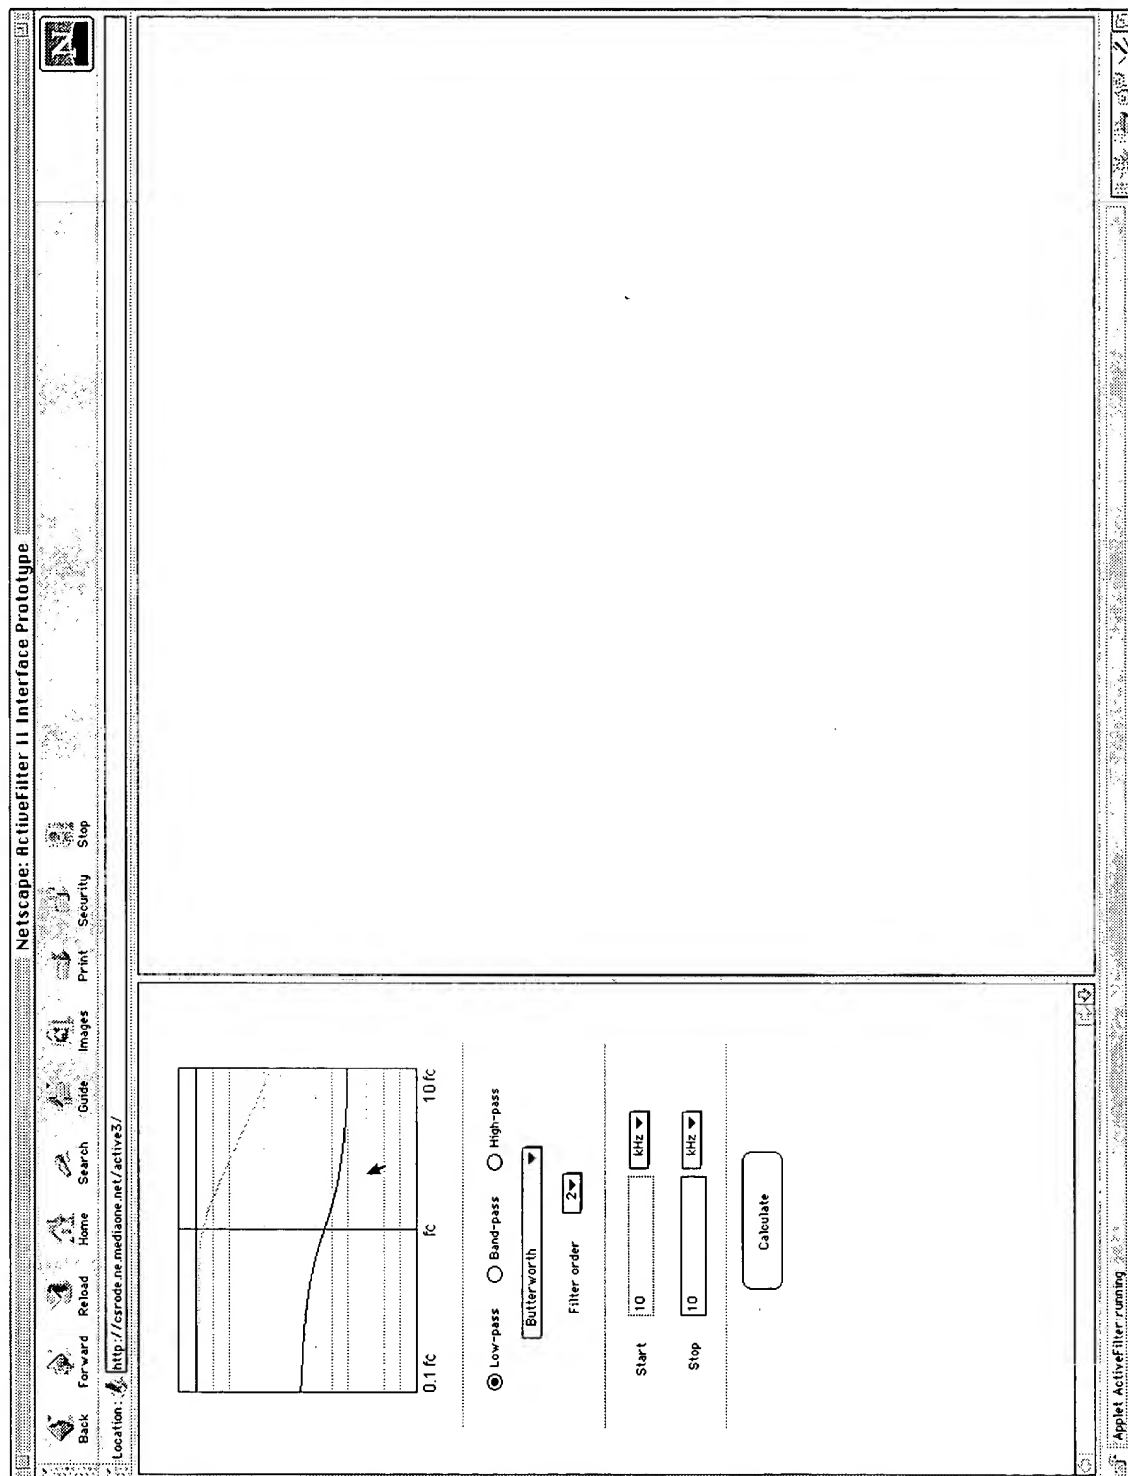 Netscape: ActiveFilter II Interface Prototype
N
Back Forward Reload Home Search Guide Images Print Security Stop
Location: http://csrode.ne.mediaone.net/active3/
0.1 fc fc 10 fc
Low-pass Band-pass High-pass
Butterworth
Filter order 2
Start 10 kHz
Stop 10 kHz
Calculate
Applet ActiveFilter running